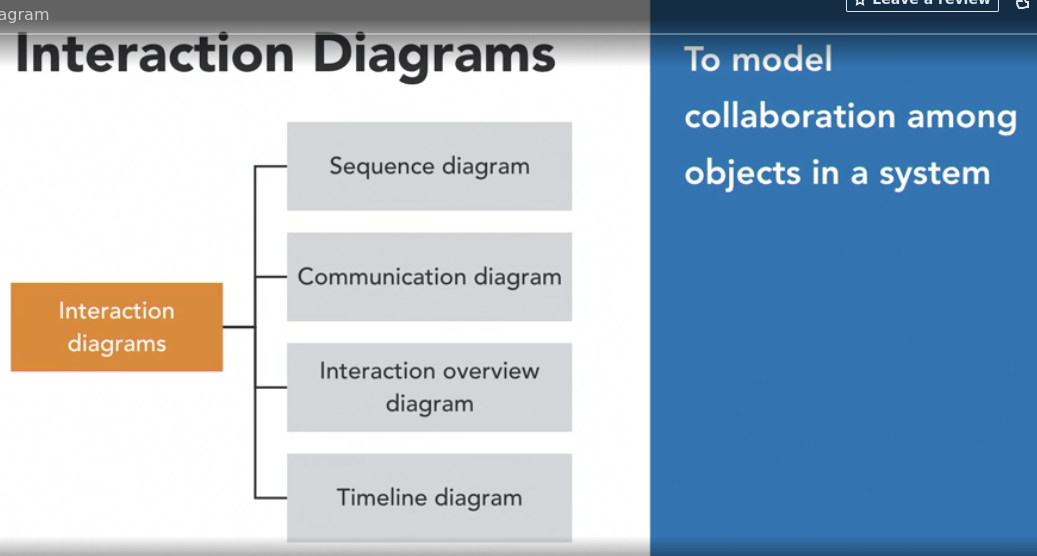 agram
Leave a review
Interaction Diagrams
To model
collaboration among
objects in a system
Sequence diagram
Communication diagram
Interaction
diagrams
Interaction overview
diagram
Timeline diagram